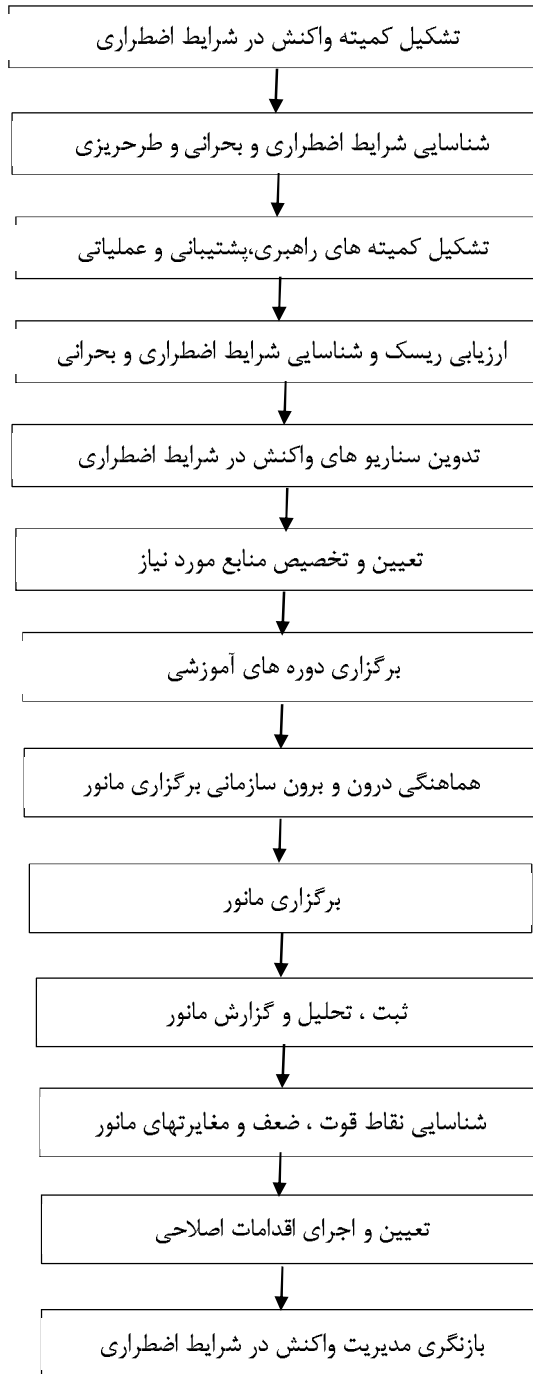 تشکیل کمیته واکنش در شرایط اضطراری
شناسایی شرایط اضطراری و بحرانی و طرحریزی
تشکیل کمیته های راهبری،پشتیبانی و عملیاتی
ارزیابی ریسک و شناسایی شرایط اضطراری و بحرانی
تدوین سناریو های واکنش در شرایط اضطراری
تعیین و تخصیص منابع مورد نیاز
برگزاری دوره های آموزشی
هماهنگی درون و برون سازمانی برگزاری مانور
برگزاری مانور
ثبت ، تحلیل و گزارش مانور
شناسایی نقاط قوت ، ضعف و مغایرتهای مانور
تعیین و اجرای اقدامات اصلاحی
بازنگری مدیریت واکنش در شرایط اضطراری